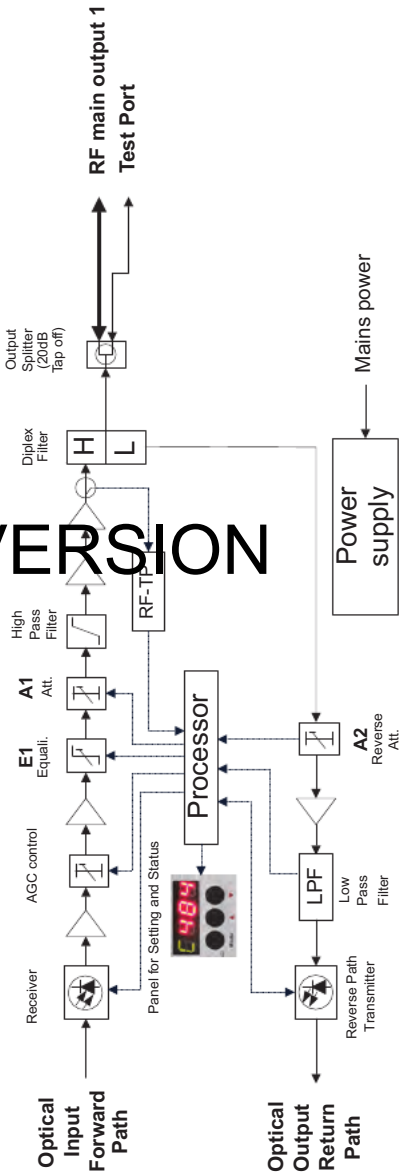 Optical
Input
Forward
Path
Receiver
AGC control
E1
Equali.
A1
Att.
High
Pass
Filter
Diplex
Filter
H
L
Output
Splitter
(20dB
Tap off)
RF main output 1
Test Port
VERSION
RF-TP
Processor
Panel for Setting and Status
C484
Optical
Output
Return
Path
Reverse Path
Transmitter
LPF
Low
Pass
Filter
A2
Reverse
Att.
Power
supply
Mains power